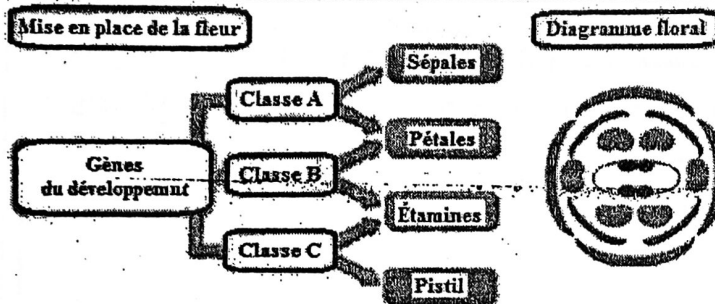 Mise en place de la fleur
Diagramme floral
Sépales
Classe A
Pétales
Gènes
du développemnt
Classe B
Étamines
Classe C
Pistil